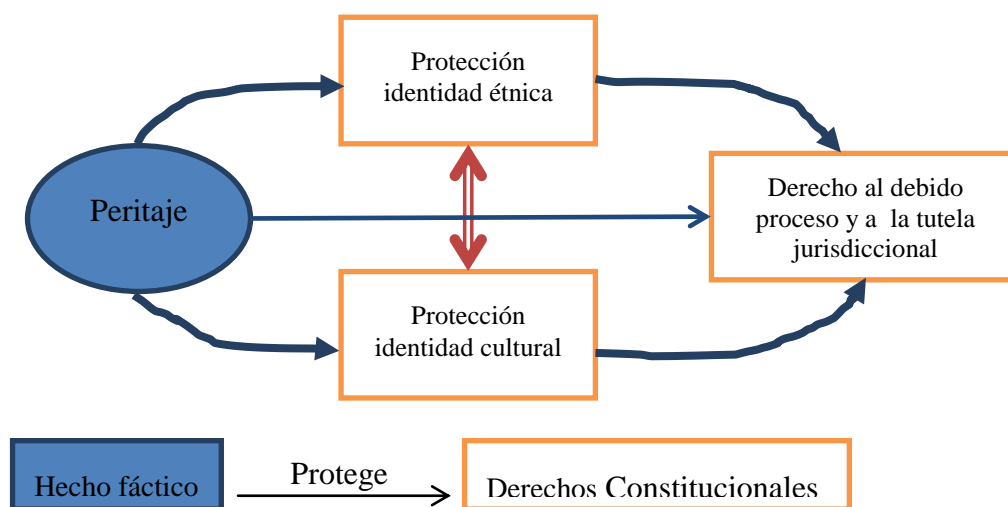 Protección
identidad étnica
Peritaje
Derecho al debido
proceso y a la tutela
jurisdiccional
Protección
identidad cultural
Hecho fáctico
Protege
Derechos Constitucionales